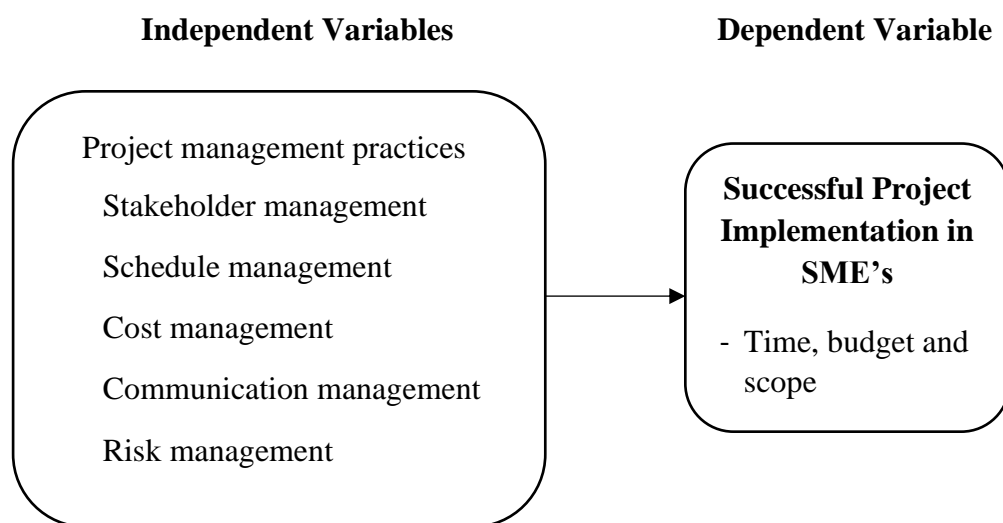 Independent Variables
Dependent Variable
Project management practices
Stakeholder management
Schedule management
Cost management
Communication management
Risk management
Successful Project
Implementation in
SME’s
- Time, budget and
scope